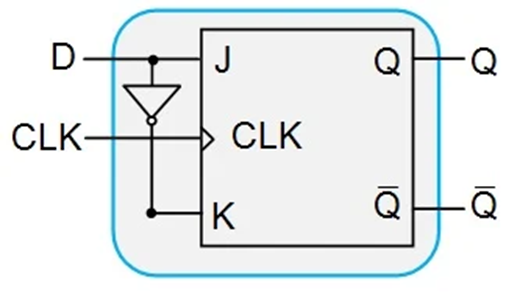 D J Q Q
CLK CLK
K Q̅ Q̅